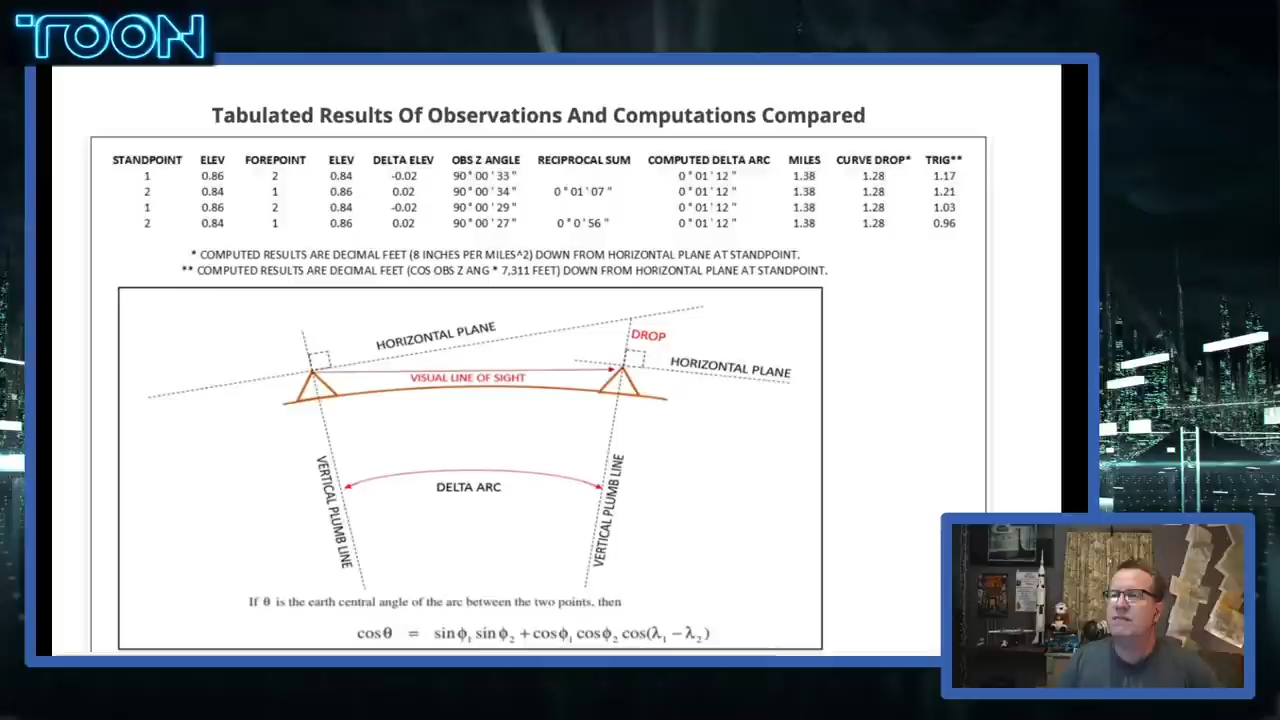 TOON
Tabulated Results Of Observations And Computations Compared
STANDPOINT ELEV FOREPOINT ELEV DELTA ELEV OBS Z ANGLE RECIPROCAL SUM COMPUTED DELTA ARC MILES CURVE DROP* TRIG**
1 0.86 2 0.84 -0.02 90°00'33" 0°01'12" 1.38 1.28 1.17
2 0.84 1 0.86 0.02 90°00'34" 0°01'07" 0°01'12" 1.38 1.28 1.21
1 0.86 2 0.84 -0.02 90°00'29" 0°01'12" 1.38 1.28 1.03
2 0.84 1 0.86 0.02 90°00'27" 0°0'56" 0°01'12" 1.38 1.28 0.96
* COMPUTED RESULTS ARE DECIMAL FEET (8 INCHES PER MILES^2) DOWN FROM HORIZONTAL PLANE AT STANDPOINT.
** COMPUTED RESULTS ARE DECIMAL FEET (COS OBS Z ANG * 7,311 FEET) DOWN FROM HORIZONTAL PLANE AT STANDPOINT.
HORIZONTAL PLANE
DROP
HORIZONTAL PLANE
VISUAL LINE OF SIGHT
VERTICAL PLUMB LINE
DELTA ARC
VERTICAL PLUMB LINE
If θ is the earth central angle of the arc between the two points, then
cosθ = sinϕ₁ sinϕ₂ + cosϕ₁ cosϕ₂ cos(λ₁ − λ₂)